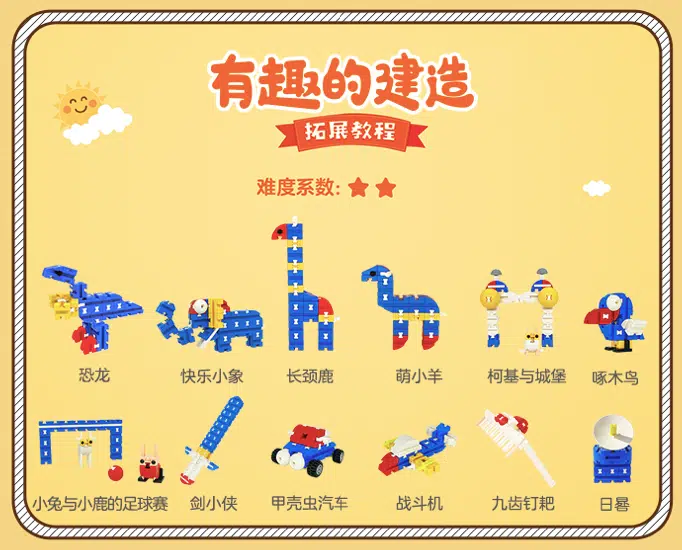 有趣的建造
拓展教程
难度系数:
恐龙
快乐小象
长颈鹿
萌小羊
柯基与城堡
啄木鸟
小兔与小鹿的足球赛
剑小侠
甲壳虫汽车
战斗机
九齿钉耙
日晷